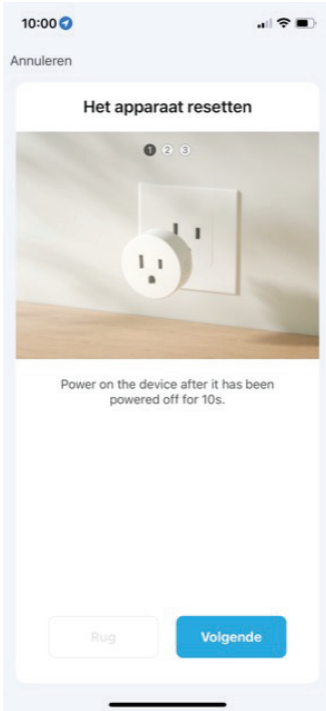 10:00
Annuleren
Het apparaat resetten
1 2 3
Power on the device after it has been
powered off for 10s.
Rug
Volgende